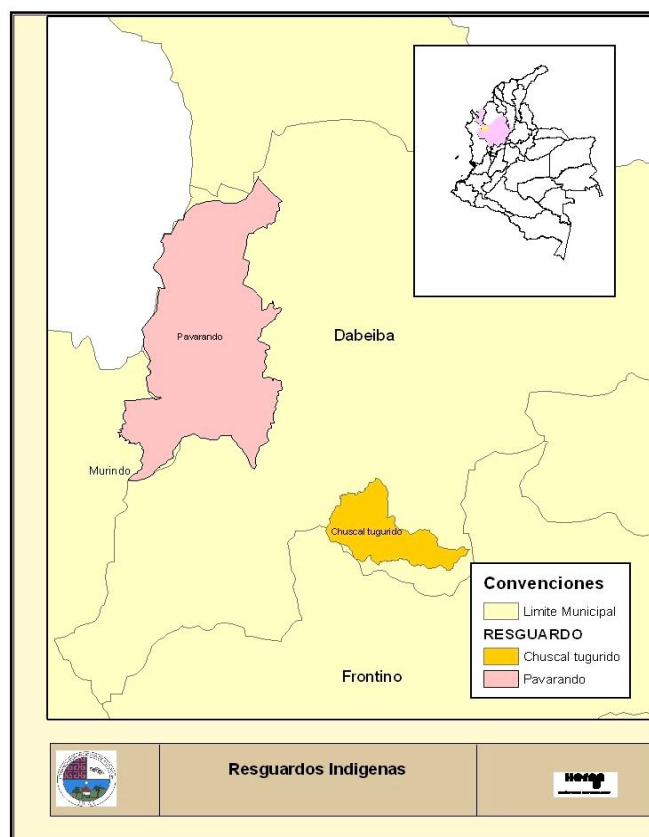 Pavarando
Dabeiba
Murindo
Chuscal tugurido
Convenciones
Limite Municipal
RESGUARDO
Chuscal tugurido
Pavarando
Frontino
Resguardos Indigenas